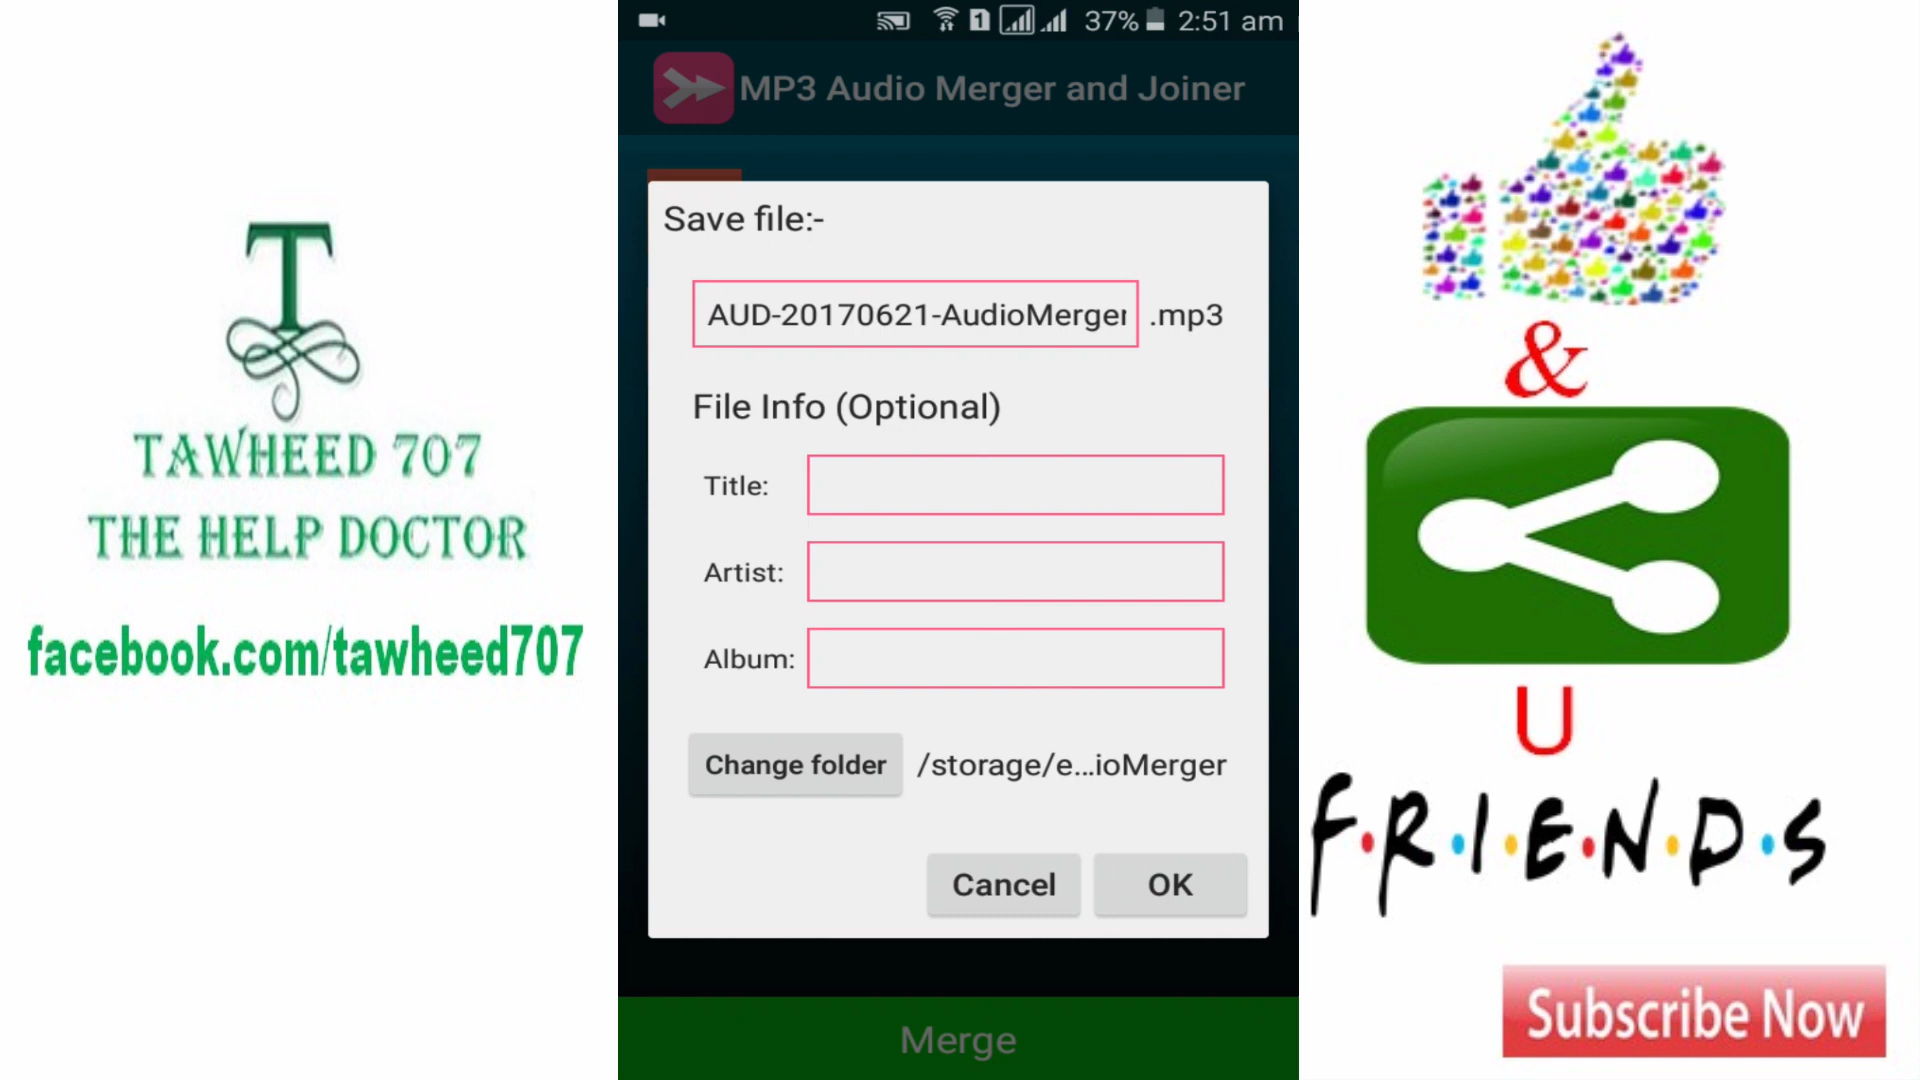 1 37% 2:51 am
MP3 Audio Merger and Joiner
Save file:-
AUD-20170621-AudioMerger .mp3
File Info (Optional)
Title:
Artist:
Album:
Change folder /storage/e...ioMerger
Cancel OK
Merge
T
TAWHEED 707
THE HELP DOCTOR
facebook.com/tawheed707
&
U
F.R.I.E.N.D.S
Subscribe Now